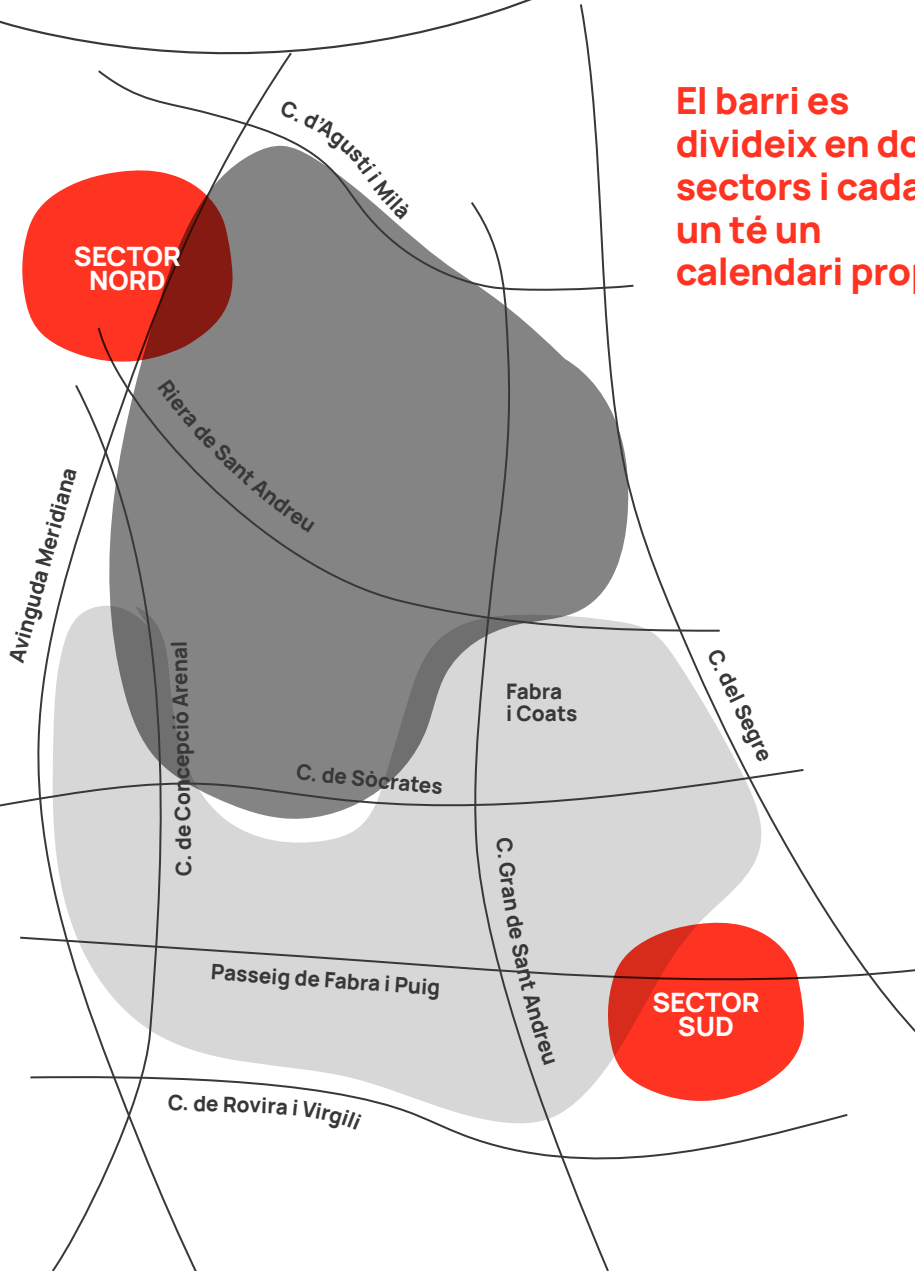 El barri es
divideix en do
sectors i cada
un té un
calendari prop
C. d'Agustí i Milà
SECTOR
NORD
Riera de Sant Andreu
Avinguda Meridiana
C. de Concepció Arenal
Fabra
i Coats
C. del Segre
C. de Sòcrates
C. Gran de Sant Andreu
Passeig de Fabra i Puig
SECTOR
SUD
C. de Rovira i Virgili